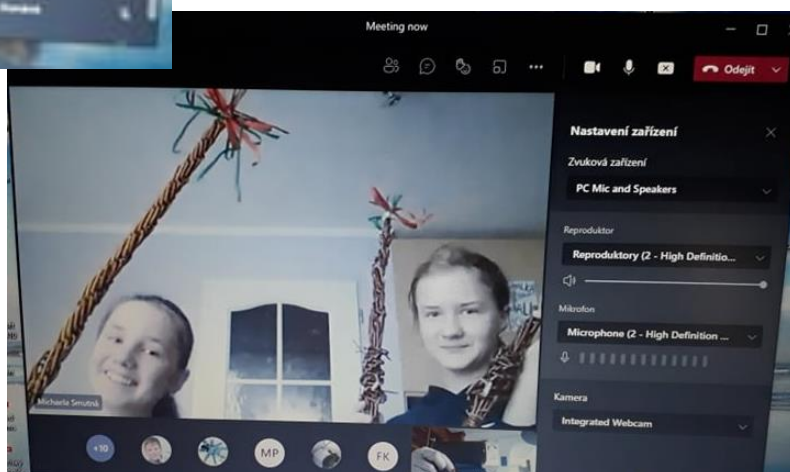 Meeting now
Odejít
Nastavení zařízení
Zvuková zařízení
PC Mic and Speakers
Reproduktor
Reproduktory (2 - High Definitio...
Mikrofon
Microphone (2 - High Definition ...
Kamera
Integrated Webcam
Michaela Smutná
+10
MP
FK